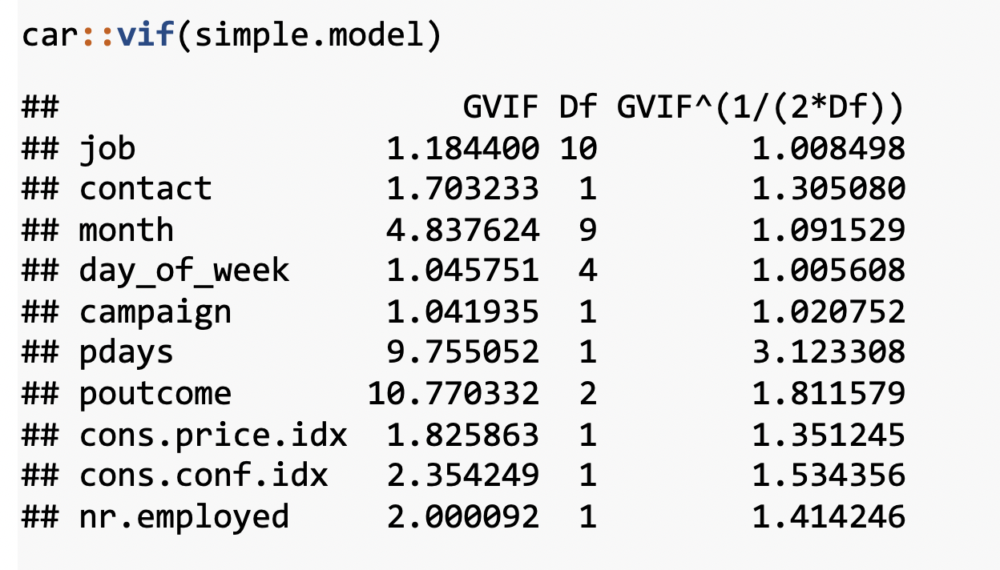 car::vif(simple.model)
## GVIF Df GVIF^(1/(2*Df))
## job 1.184400 10 1.008498
## contact 1.703233 1 1.305080
## month 4.837624 9 1.091529
## day_of_week 1.045751 4 1.005608
## campaign 1.041935 1 1.020752
## pdays 9.755052 1 3.123308
## poutcome 10.770332 2 1.811579
## cons.price.idx 1.825863 1 1.351245
## cons.conf.idx 2.354249 1 1.534356
## nr.employed 2.000092 1 1.414246